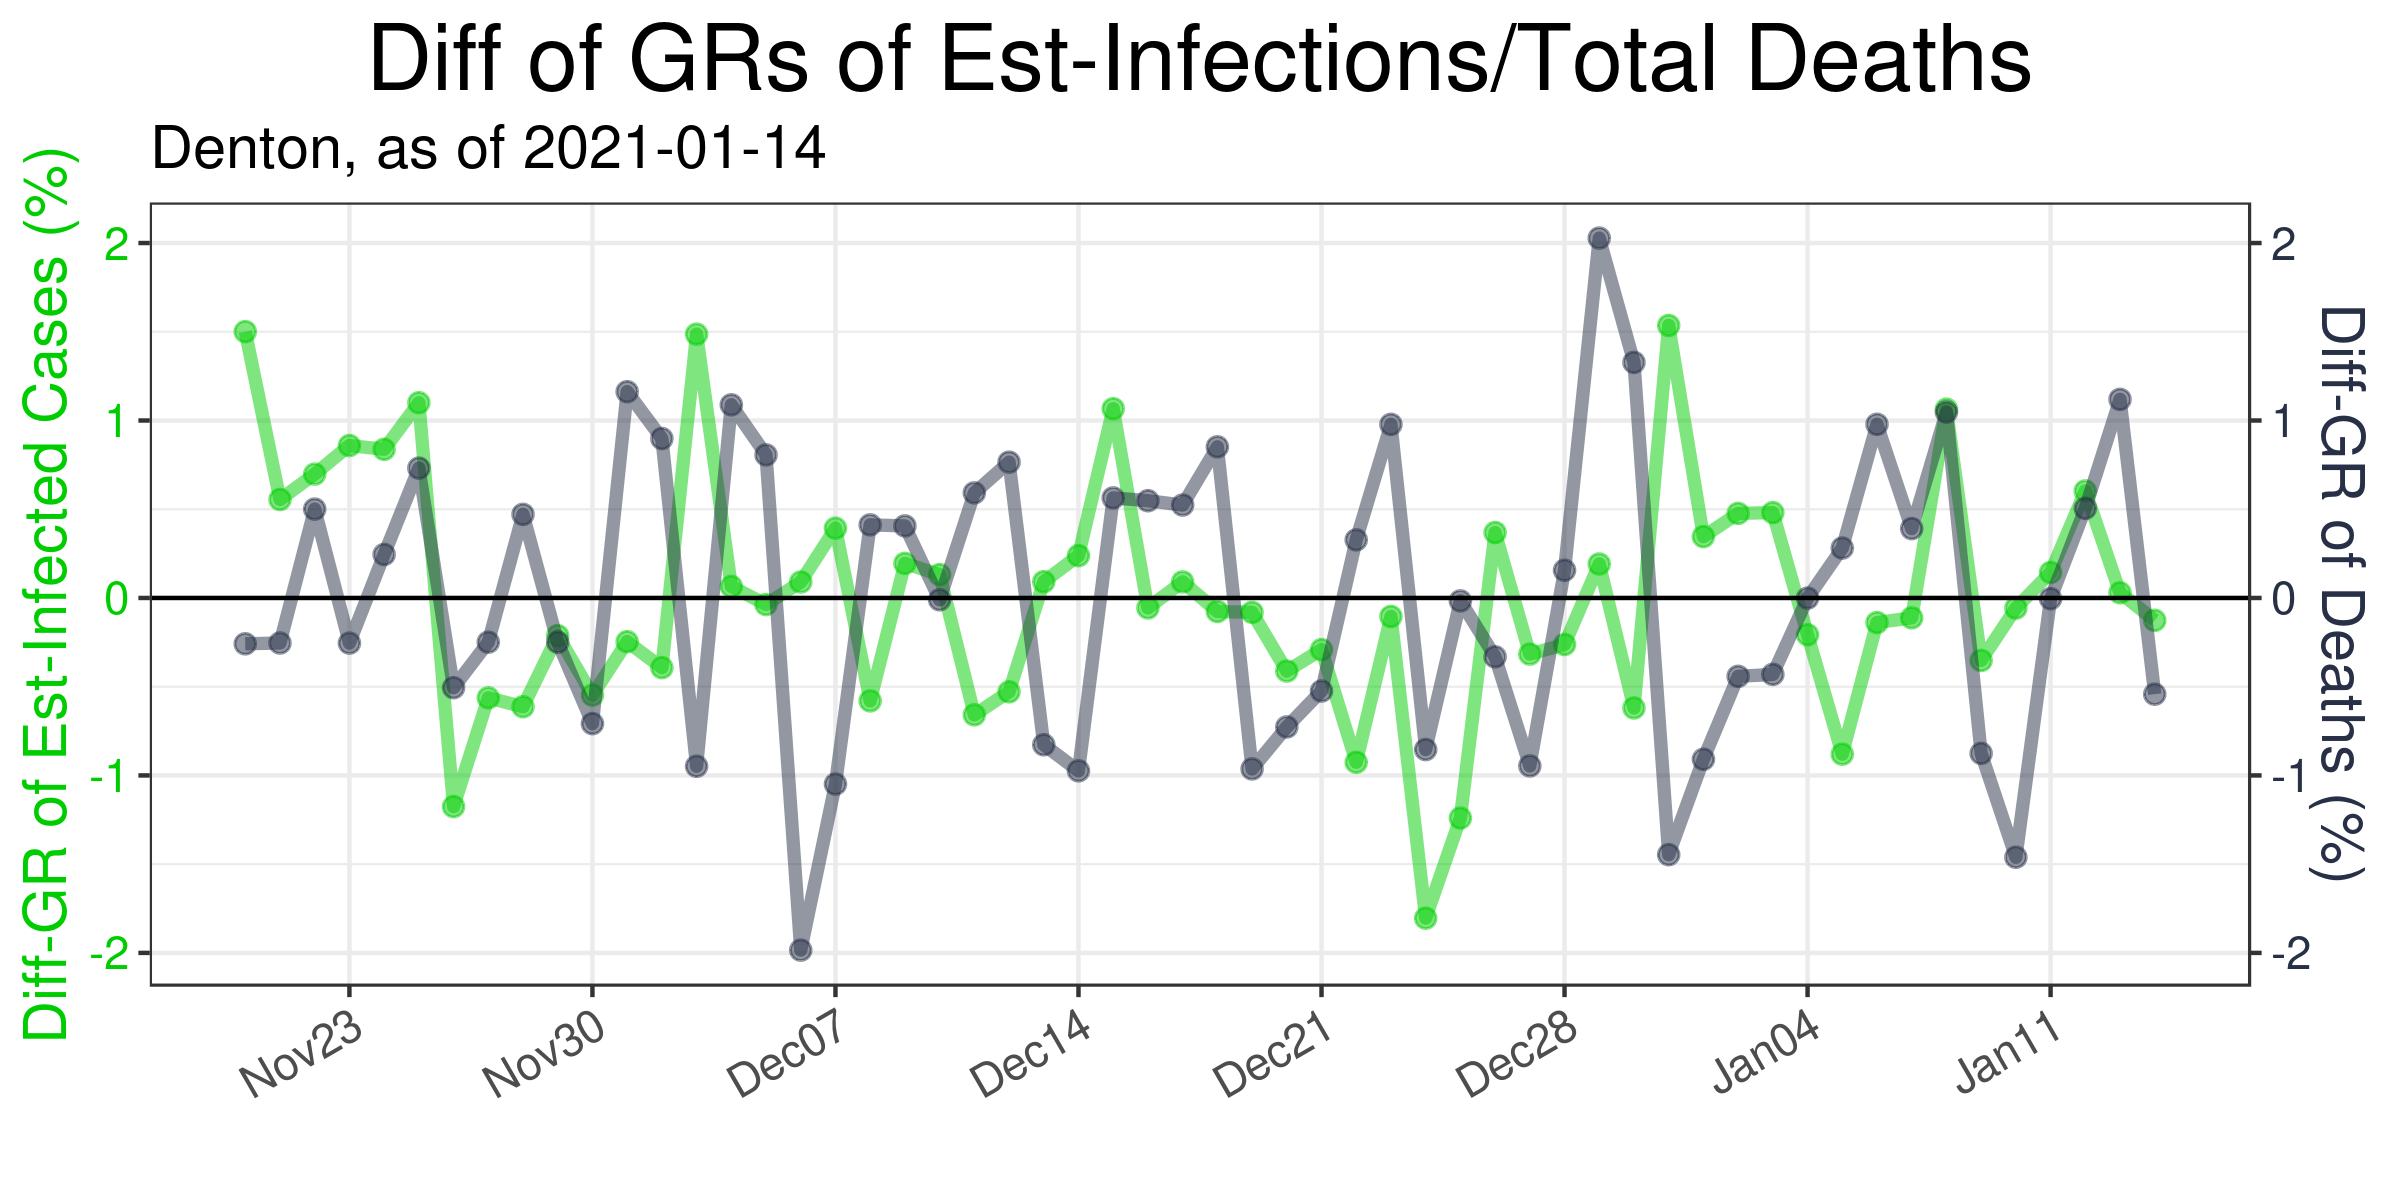 Diff of GRs of Est-Infections/Total Deaths
Denton, as of 2021-01-14
Diff-GR of Est-Infected Cases (%)
2
1
0
-1
-2
2
1
0
-1
-2
Diff-GR of Deaths (%)
Nov23
Nov30
Dec07
Dec14
Dec21
Dec28
Jan04
Jan11